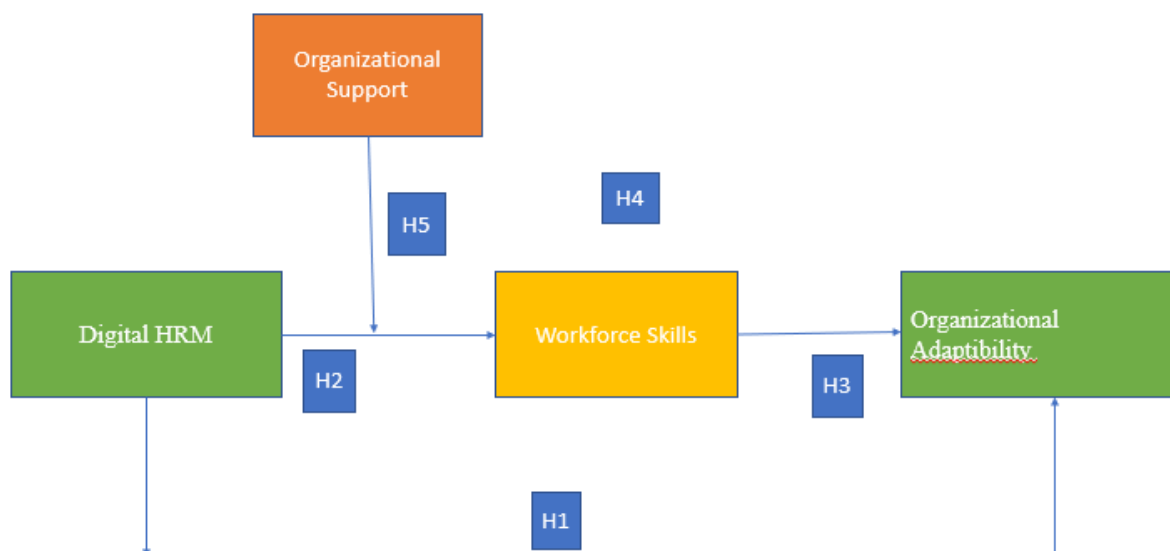 Organizational
Support
H5
H4
Digital HRM
Workforce Skills
Organizational
Adaptibility
H2
H3
H1